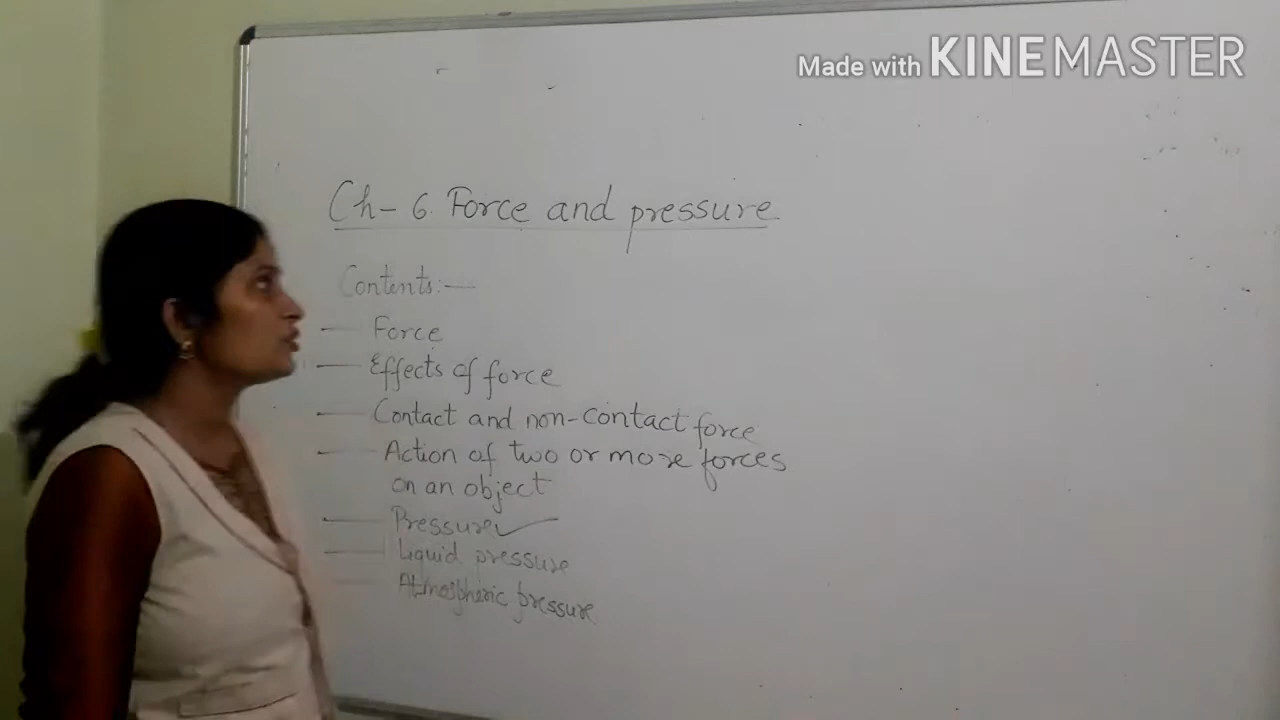 Made with KINEMASTER
Ch-6. Force and pressure
Contents:-
— Force
— Effects of force
— Contact and non-contact force
— Action of two or more forces
on an object
— Pressure ✓
— Liquid pressure
— Atmospheric pressure